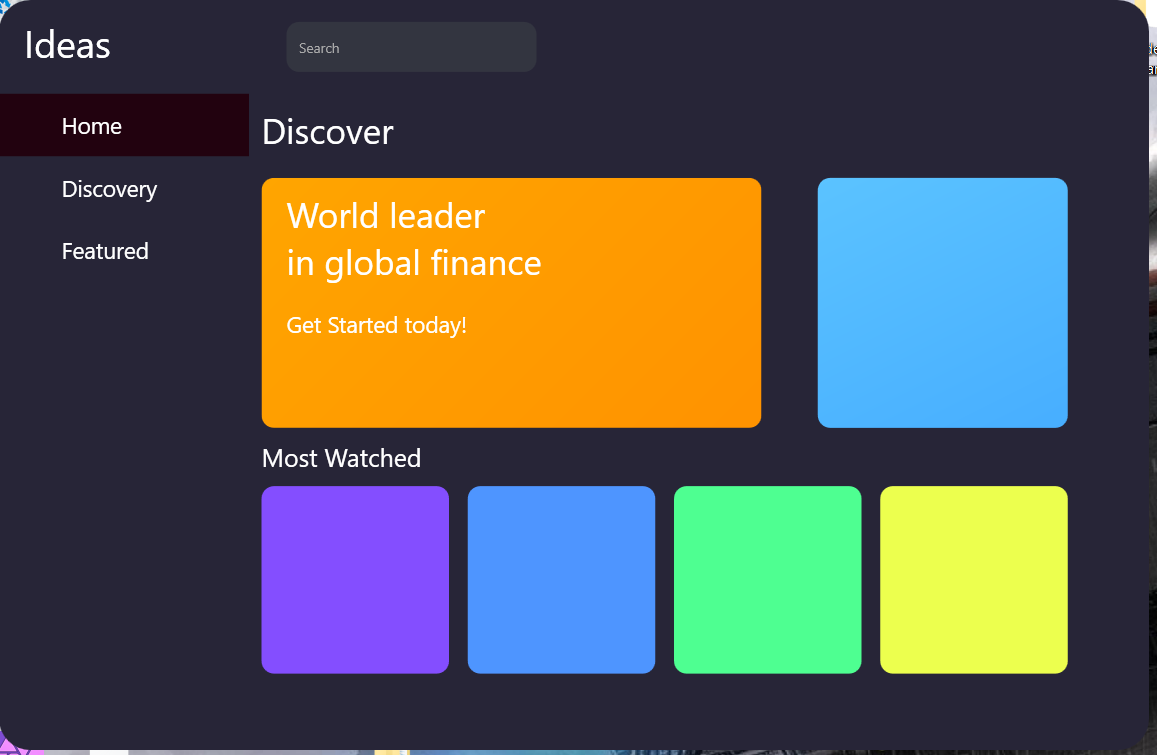 Ideas
Search
Home
Discovery
Featured
Discover
World leader
in global finance
Get Started today!
Most Watched